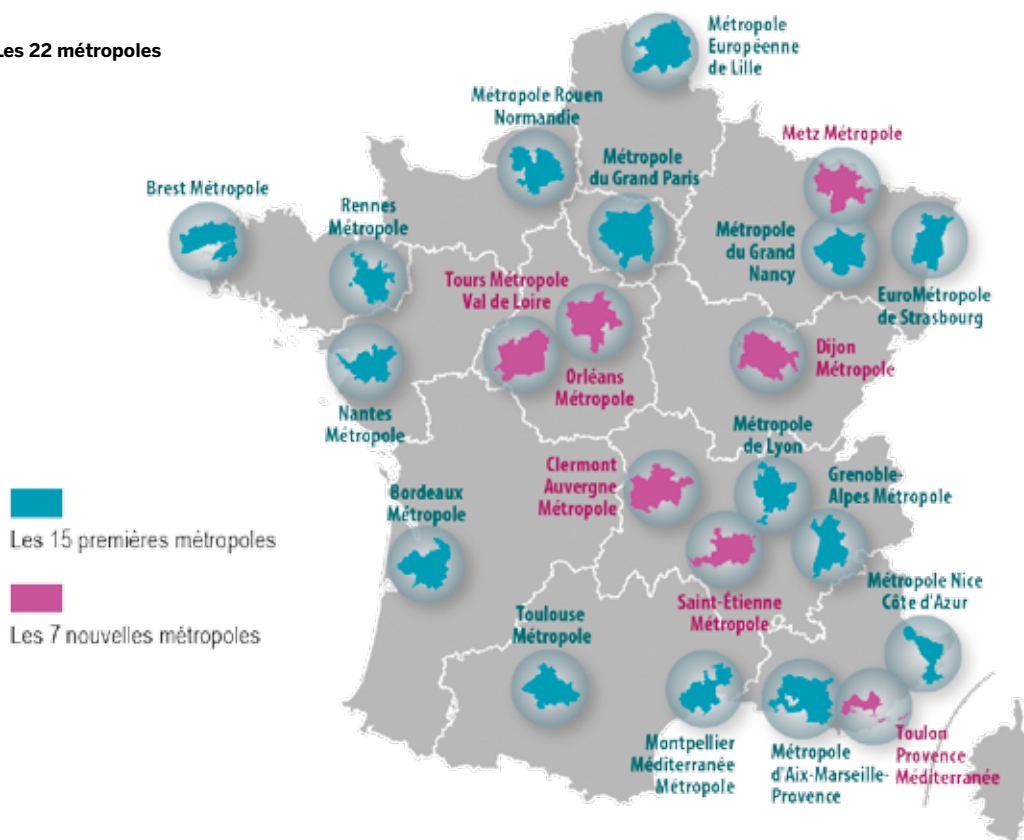 Les 22 métropoles
Métropole
Européenne
de Lille
Métropole Rouen
Normandie
Métropole
du Grand Paris
Metz Métropole
Brest Métropole
Rennes
Métropole
Métropole
du Grand
Nancy
EuroMétropole
de Strasbourg
Tours Métropole
Val de Loire
Orléans
Métropole
Dijon
Métropole
Nantes
Métropole
Métropole
de Lyon
Clermont
Auvergne
Métropole
Grenoble-
Alpes Métropole
Bordeaux
Métropole
Les 15 premières métropoles
Les 7 nouvelles métropoles
Saint-Étienne
Métropole
Métropole Nice
Côte d'Azur
Toulouse
Métropole
Montpellier
Méditerranée
Métropole
Métropole
d'Aix-Marseille-
Provence
Toulon
Provence
Méditerranée